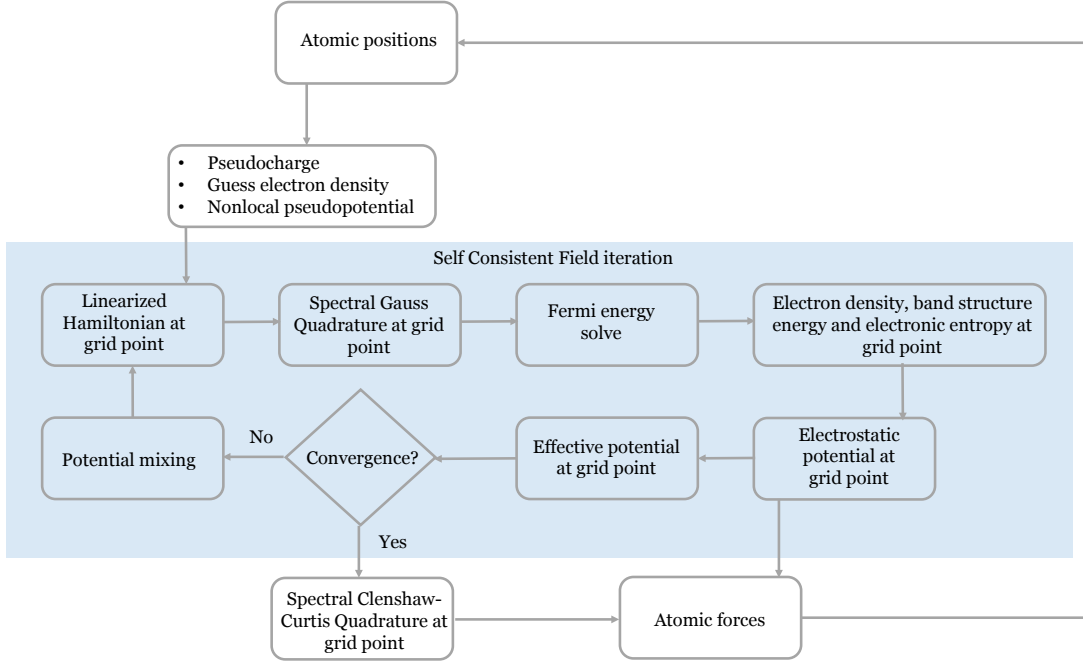 Atomic positions
• Pseudocharge
• Guess electron density
• Nonlocal pseudopotential
Self Consistent Field iteration
Linearized
Hamiltonian at
grid point
Spectral Gauss
Quadrature at grid
point
Fermi energy
solve
Electron density, band structure
energy and electronic entropy at
grid point
Potential mixing
No
Convergence?
Effective potential
at grid point
Electrostatic
potential at
grid point
Yes
Spectral Clenshaw-
Curtis Quadrature at
grid point
Atomic forces